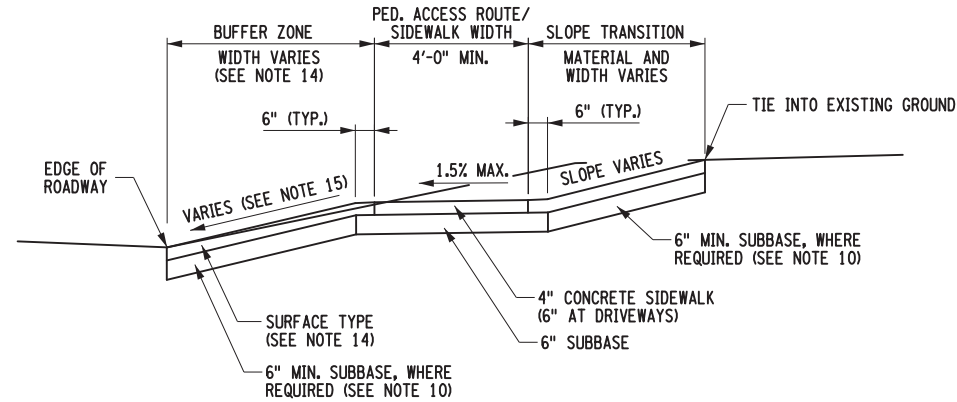 BUFFER ZONE
WIDTH VARIES
(SEE NOTE 14)
PED. ACCESS ROUTE/
SIDEWALK WIDTH
4'-0" MIN.
SLOPE TRANSITION
MATERIAL AND
WIDTH VARIES
6" (TYP.)
6" (TYP.)
TIE INTO EXISTING GROUND
EDGE OF
ROADWAY
VARIES (SEE NOTE 15)
1.5% MAX.
SLOPE VARIES
6" MIN. SUBBASE, WHERE
REQUIRED (SEE NOTE 10)
4" CONCRETE SIDEWALK
(6" AT DRIVEWAYS)
6" SUBBASE
SURFACE TYPE
(SEE NOTE 14)
6" MIN. SUBBASE, WHERE
REQUIRED (SEE NOTE 10)